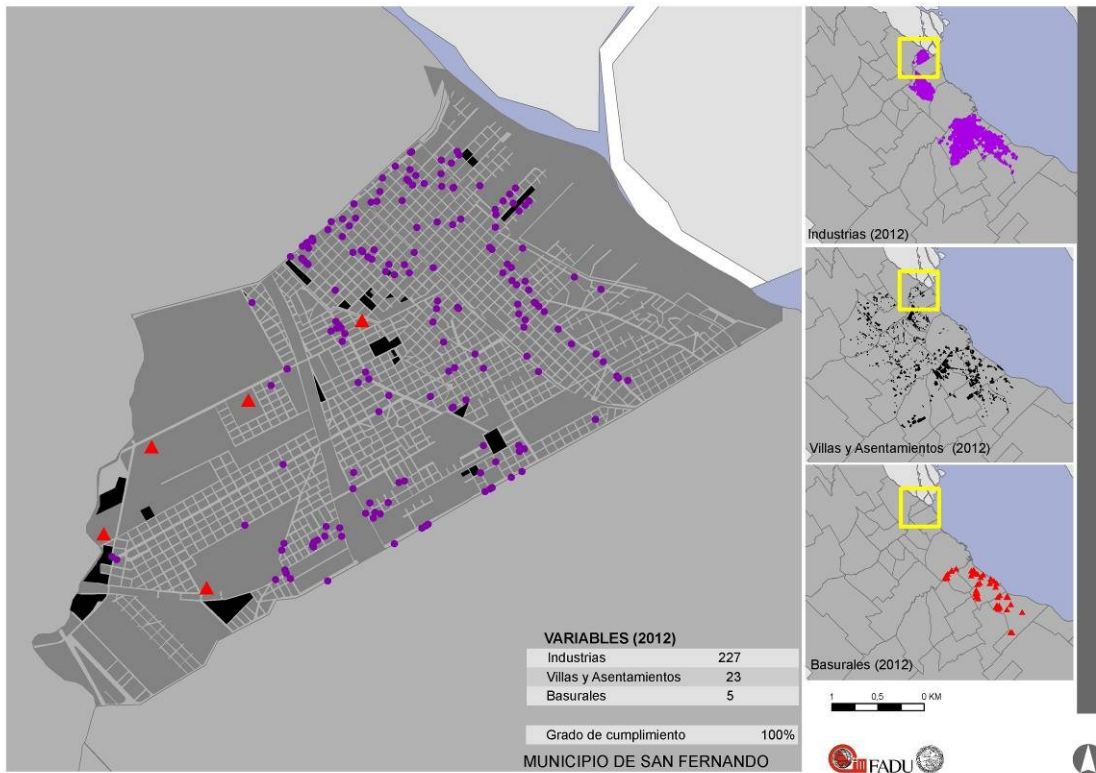 Industrias (2012)
Villas y Asentamientos (2012)
Basurales (2012)
VARIABLES (2012)
Industrias 227
Villas y Asentamientos 23
Basurales 5
Grado de cumplimiento 100%
MUNICIPIO DE SAN FERNANDO
1 0,5 0 KM
FADU